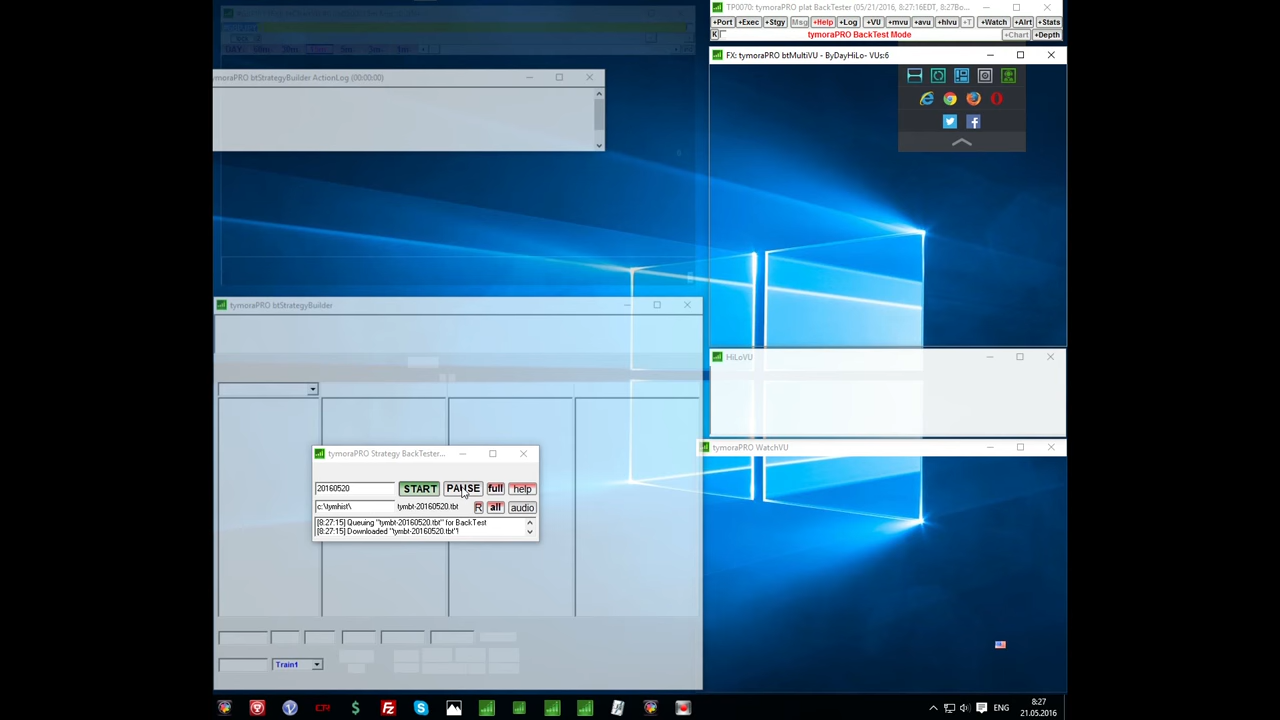 TP0070: tymoraPRO plat BackTester (05/21/2016, 8:27:16EDT, 8:27Bo...
+Port +Exec +Stgy Msg +Help +Log +VU +mvu +avu +hlvu +T +Watch +Alrt +Stats
K tymoraPRO BackTest Mode +Chart +Depth
FX: tymoraPRO btMultiVU - ByDayHiLo- VUs:6
tymoraPRO btStrategyBuilder ActionLog (00:00:00)
tymoraPRO btStrategyBuilder
HiLoVU
tymoraPRO WatchVU
tymoraPRO Strategy BackTester...
20160520 START PAUSE full help
c:\tymhist\ tymbt-20160520.tbt R all audio
[8:27:15] Queuing "tymbt-20160520.tbt" for BackTest
[8:27:15] Downloaded "tymbt-20160520.tbt"!
Train1
CTR ENG 8:27
21.05.2016